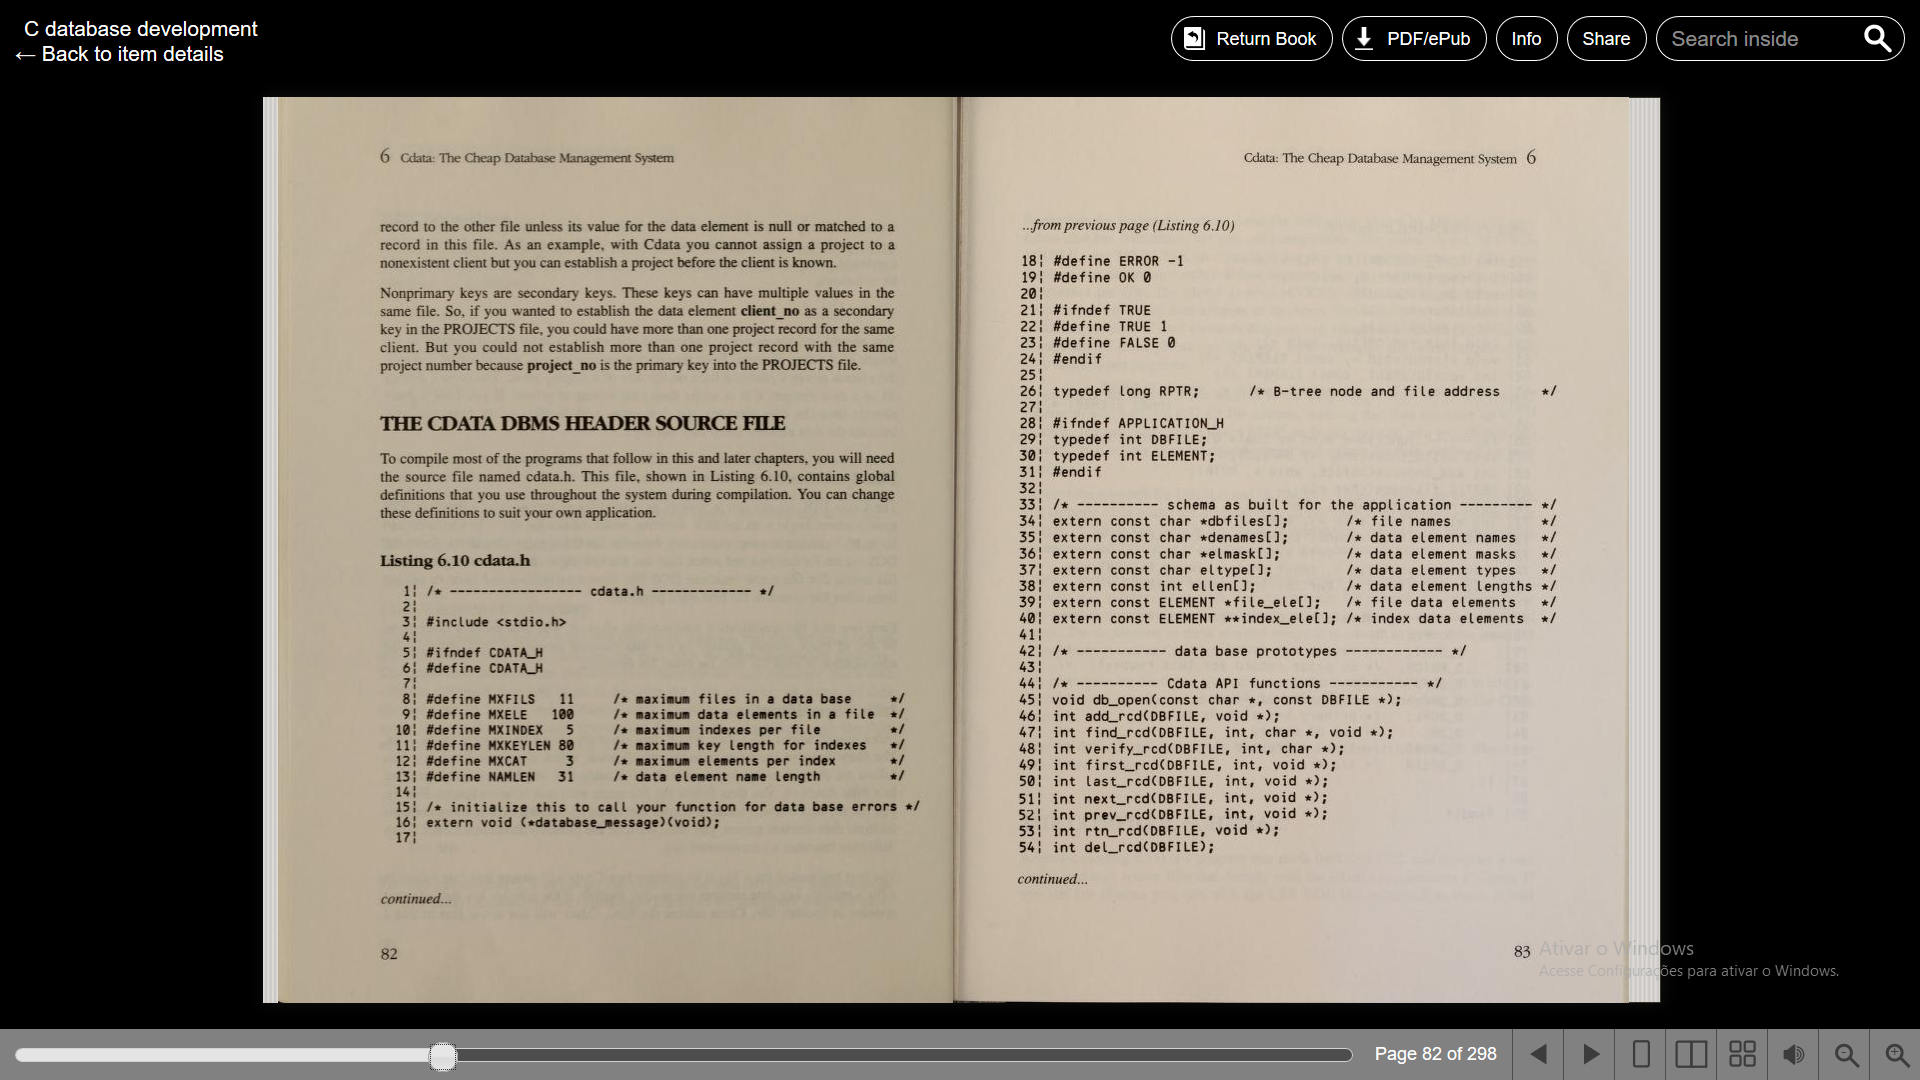 C database development
← Back to item details
Return Book
PDF/ePub
Info
Share
Search inside
6 Cdata: The Cheap Database Management System
record to the other file unless its value for the data element is null or matched to a
record in this file. As an example, with Cdata you cannot assign a project to a
nonexistent client but you can establish a project before the client is known.
Nonprimary keys are secondary keys. These keys can have multiple values in the
same file. So, if you wanted to establish the data element client_no as a secondary
key in the PROJECTS file, you could have more than one project record for the same
client. But you could not establish more than one project record with the same
project number because project_no is the primary key into the PROJECTS file.
THE CDATA DBMS HEADER SOURCE FILE
To compile most of the programs that follow in this and later chapters, you will need
the source file named cdata.h. This file, shown in Listing 6.10, contains global
definitions that you use throughout the system during compilation. You can change
these definitions to suit your own application.
Listing 6.10 cdata.h
1¦ /* ----------------- cdata.h ------------- */
2¦
3¦ #include <stdio.h>
4¦
5¦ #ifndef CDATA_H
6¦ #define CDATA_H
7¦
8¦ #define MXFILS   11     /* maximum files in a data base     */
9¦ #define MXELE   100     /* maximum data elements in a file  */
10¦ #define MXINDEX   5     /* maximum indexes per file         */
11¦ #define MXKEYLEN 80     /* maximum key length for indexes   */
12¦ #define MXCAT     3     /* maximum elements per index       */
13¦ #define NAMLEN   31     /* data element name length         */
14¦
15¦ /* initialize this to call your function for data base errors */
16¦ extern void (*database_message)(void);
17¦
continued...
82
Cdata: The Cheap Database Management System 6
...from previous page (Listing 6.10)
18¦ #define ERROR -1
19¦ #define OK 0
20¦
21¦ #ifndef TRUE
22¦ #define TRUE 1
23¦ #define FALSE 0
24¦ #endif
25¦
26¦ typedef long RPTR;      /* B-tree node and file address     */
27¦
28¦ #ifndef APPLICATION_H
29¦ typedef int DBFILE;
30¦ typedef int ELEMENT;
31¦ #endif
32¦
33¦ /* ---------- schema as built for the application --------- */
34¦ extern const char *dbfiles[];       /* file names           */
35¦ extern const char *denames[];       /* data element names   */
36¦ extern const char *elmask[];        /* data element masks   */
37¦ extern const char eltype[];         /* data element types   */
38¦ extern const int ellen[];           /* data element lengths */
39¦ extern const ELEMENT *file_ele[];   /* file data elements   */
40¦ extern const ELEMENT **index_ele[]; /* index data elements  */
41¦
42¦ /* ----------- data base prototypes ------------ */
43¦
44¦ /* ---------- Cdata API functions ----------- */
45¦ void db_open(const char *, const DBFILE *);
46¦ int add_rcd(DBFILE, void *);
47¦ int find_rcd(DBFILE, int, char *, void *);
48¦ int verify_rcd(DBFILE, int, char *);
49¦ int first_rcd(DBFILE, int, void *);
50¦ int last_rcd(DBFILE, int, void *);
51¦ int next_rcd(DBFILE, int, void *);
52¦ int prev_rcd(DBFILE, int, void *);
53¦ int rtn_rcd(DBFILE, void *);
54¦ int del_rcd(DBFILE);
continued...
83
Ativar o Windows
Acesse Configurações para ativar o Windows.
Page 82 of 298